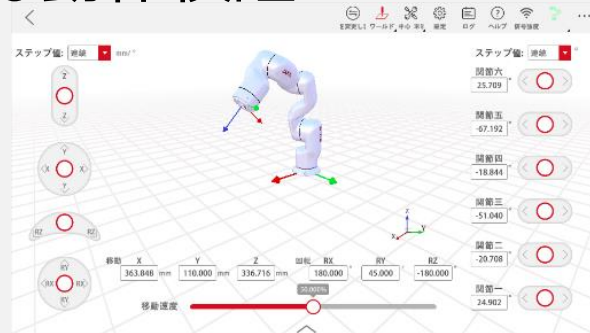 ワールド 中心 設定 ログ ヘルプ 信号強度
ステップ値: 連続 mm/°
ステップ値: 連続 °
Z
Z
Y
X X
Y
RZ RZ
RY
RX RX
RY
関節六
25.709 °
関節五
-67.192 °
関節四
-18.844 °
関節三
-51.040 °
関節二
-20.708 °
関節一
24.902 °
Z
X Y
移動 X Y Z 回転 RX RY RZ
363.848 mm 110.000 mm 336.716 mm 180.000 ° 45.000 ° -180.000 °
50.000%
移動速度